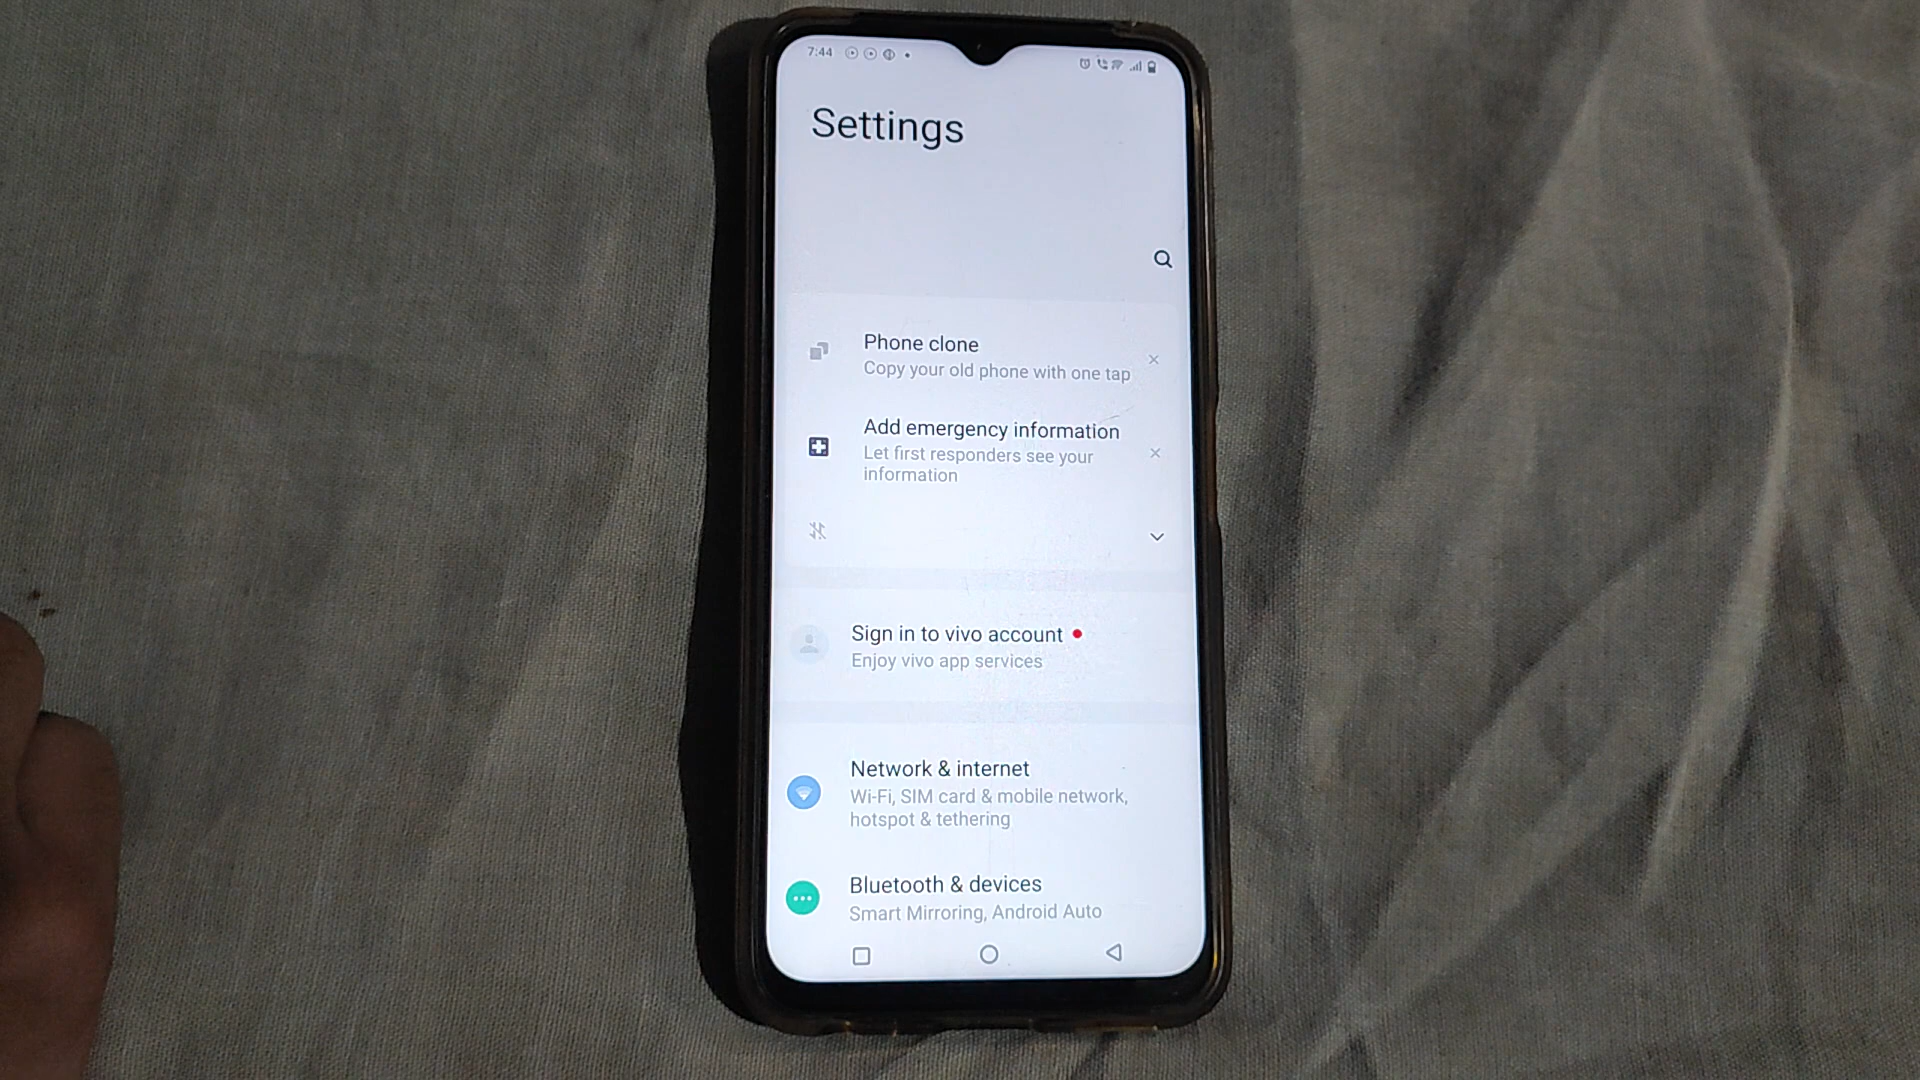 7:44
Settings
Phone clone
Copy your old phone with one tap
Add emergency information
Let first responders see your
information
Sign in to vivo account
Enjoy vivo app services
Network & internet
Wi-Fi, SIM card & mobile network,
hotspot & tethering
Bluetooth & devices
Smart Mirroring, Android Auto